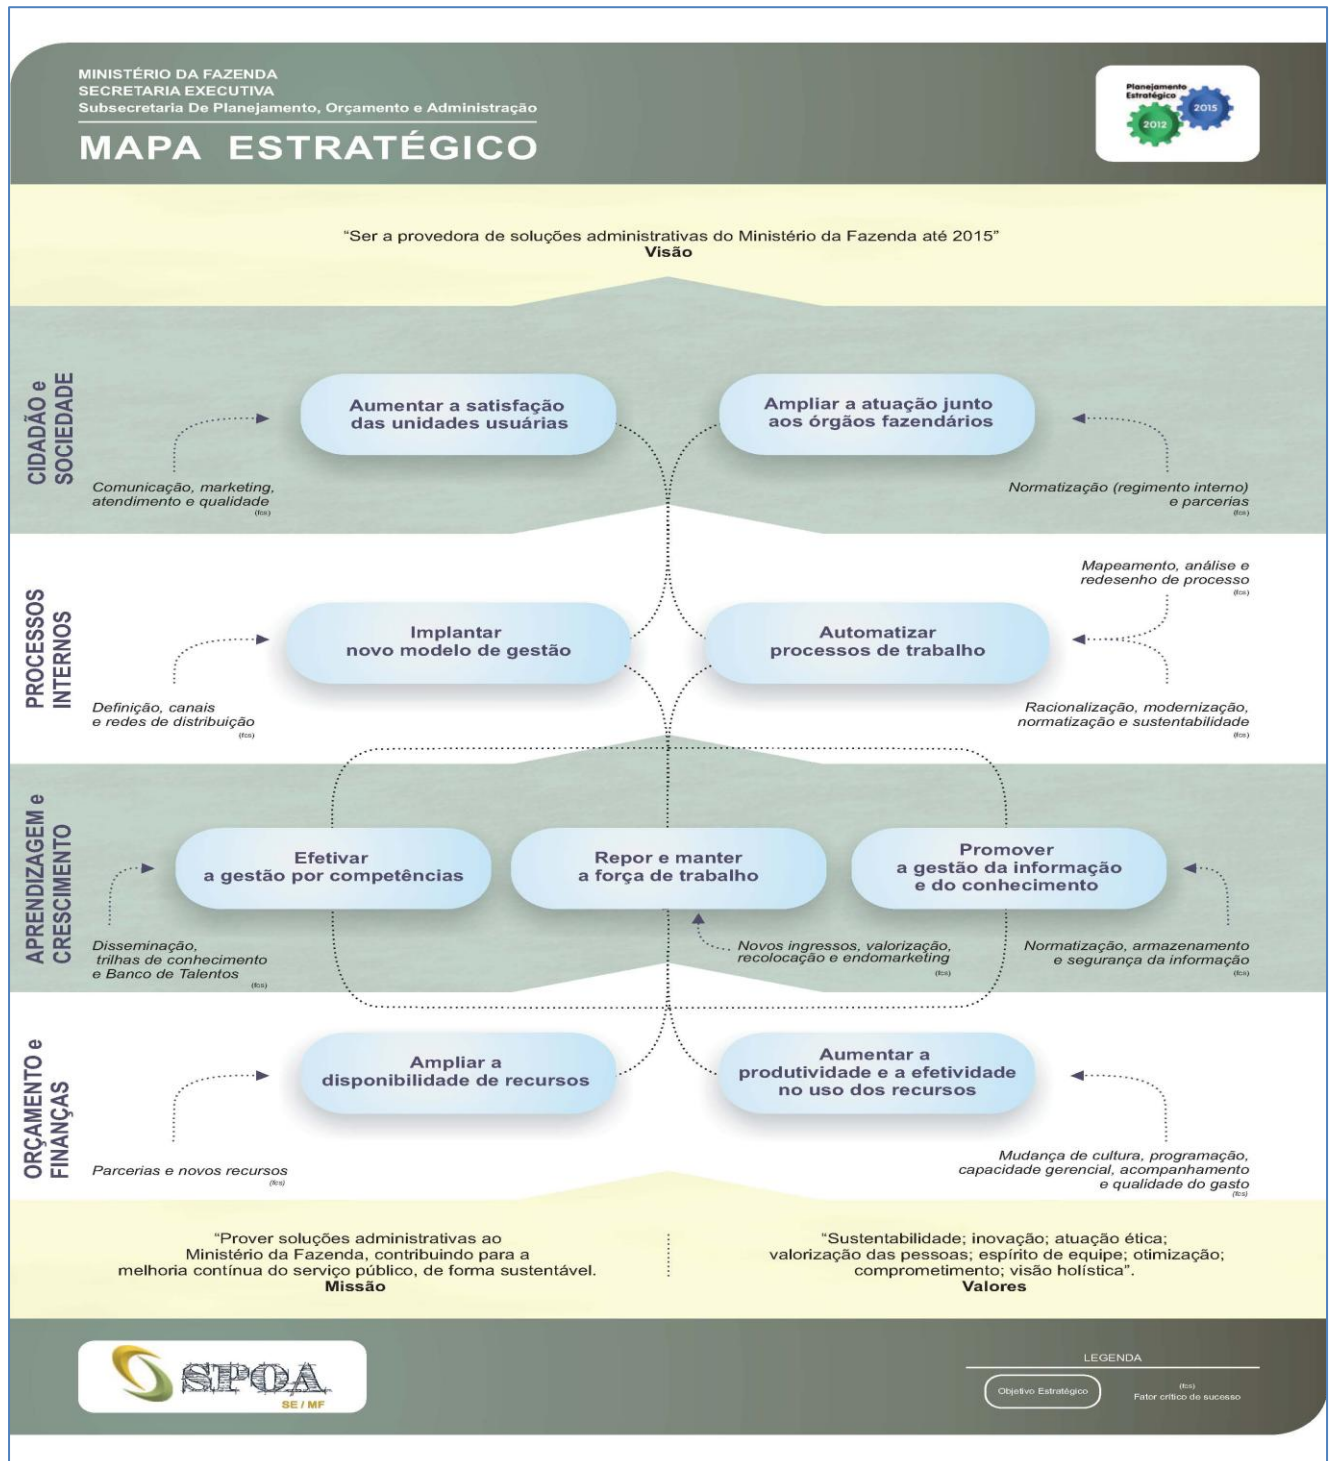 MINISTÉRIO DA FAZENDA
SECRETARIA EXECUTIVA
Subsecretaria De Planejamento, Orçamento e Administração
MAPA ESTRATÉGICO
Planejamento
Estratégico
2012
2015
“Ser a provedora de soluções administrativas do Ministério da Fazenda até 2015”
Visão
CIDADÃO e
SOCIEDADE
Aumentar a satisfação
das unidades usuárias
Ampliar a atuação junto
aos órgãos fazendários
Comunicação, marketing,
atendimento e qualidade
(fcs)
Normatização (regimento interno)
e parcerias
(fcs)
PROCESSOS
INTERNOS
Mapeamento, análise e
redesenho de processo
(fcs)
Implantar
novo modelo de gestão
Automatizar
processos de trabalho
Definição, canais
e redes de distribuição
(fcs)
Racionalização, modernização,
normatização e sustentabilidade
(fcs)
APRENDIZAGEM e
CRESCIMENTO
Efetivar
a gestão por competências
Repor e manter
a força de trabalho
Promover
a gestão da informação
e do conhecimento
Disseminação,
trilhas de conhecimento
e Banco de Talentos
(fcs)
Novos ingressos, valorização,
recolocação e endomarketing
(fcs)
Normatização, armazenamento
e segurança da informação
(fcs)
ORÇAMENTO e
FINANÇAS
Ampliar a
disponibilidade de recursos
Aumentar a
produtividade e a efetividade
no uso dos recursos
Parcerias e novos recursos
(fcs)
Mudança de cultura, programação,
capacidade gerencial, acompanhamento
e qualidade do gasto
(fcs)
“Prover soluções administrativas ao
Ministério da Fazenda, contribuindo para a
melhoria contínua do serviço público, de forma sustentável.
Missão
“Sustentabilidade; inovação; atuação ética;
valorização das pessoas; espírito de equipe; otimização;
comprometimento; visão holística”.
Valores
SPOA
SE / MF
LEGENDA
Objetivo Estratégico
(fcs)
Fator crítico de sucesso